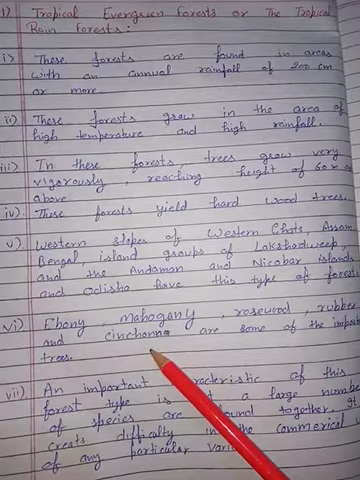 1) Tropical Evergreen Forests or The Tropical
Rain Forests:
i) These forests are found in areas
with an annual rainfall of 200 cm
or more
ii) These forests grow in the area of
high temperature and high rainfall.
iii) In these forests, trees grow very
vigorously, reaching height of 60 m
above
iv) These forests yield hard wood trees.
v) Western slopes of Western Ghats, Assam
Bengal, island groups of Lakshadweep,
and the Andaman and Nicobar islands
and Odisha have this type of forests
vi) Ebony, mahogany, rosewood, rubber
and cinchona are some of the
trees.
vii) An important of this
forest type is a large number
of species are together,
difficulty in the
of any particular